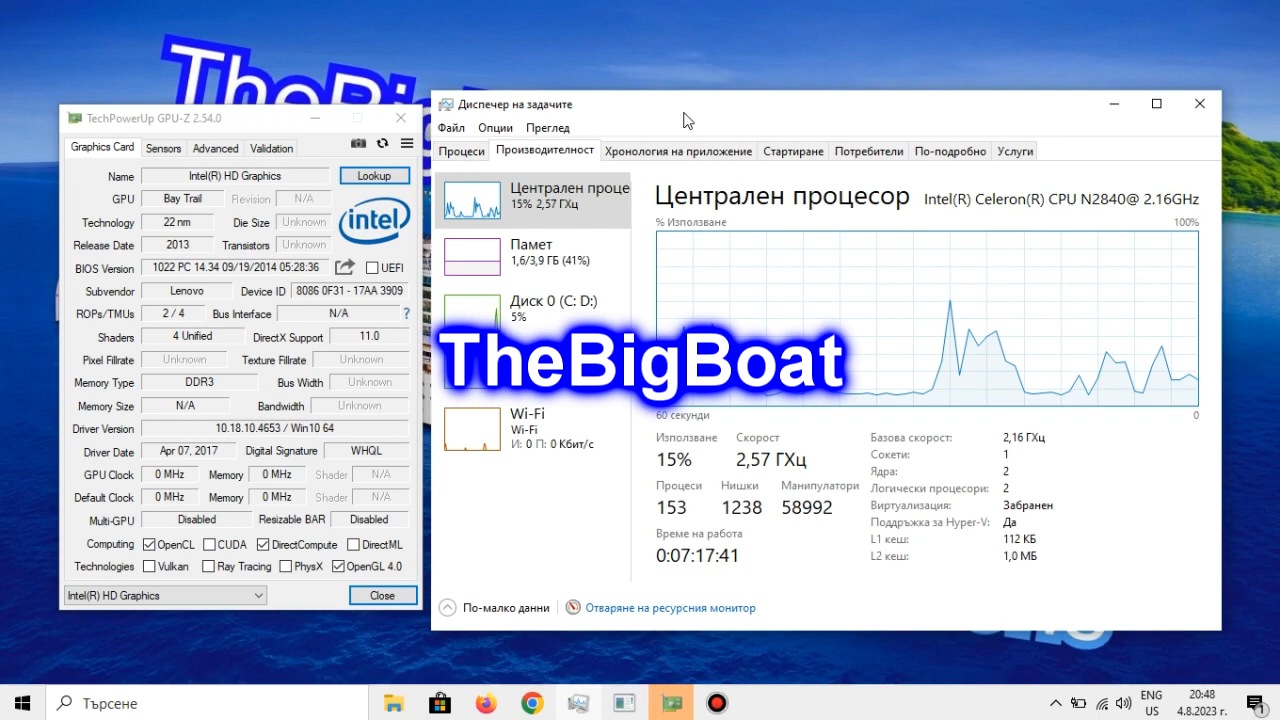 TheBig
TechPowerUp GPU-Z 2.54.0
Graphics Card Sensors Advanced Validation
Name Intel(R) HD Graphics Lookup
GPU Bay Trail Revision N/A
intel
Technology 22 nm Die Size Unknown
Release Date 2013 Transistors Unknown
BIOS Version 1022 PC 14.34 09/19/2014 05:28:36 UEFI
Subvendor Lenovo Device ID 8086 0F31 - 17AA 3909
ROPs/TMUs 2 / 4 Bus Interface N/A ?
Shaders 4 Unified DirectX Support 11.0
Pixel Fillrate Unknown Texture Fillrate Unknown
Memory Type DDR3 Bus Width Unknown
Memory Size N/A Bandwidth Unknown
Driver Version 10.18.10.4653 / Win10 64
Driver Date Apr 07, 2017 Digital Signature WHQL
GPU Clock 0 MHz Memory 0 MHz Shader N/A
Default Clock 0 MHz Memory 0 MHz Shader N/A
Multi-GPU Disabled Resizable BAR Disabled
Computing OpenCL CUDA DirectCompute DirectML
Technologies Vulkan Ray Tracing PhysX OpenGL 4.0
Intel(R) HD Graphics Close
Диспечер на задачите
Файл Опции Преглед
Процеси Производителност Хронология на приложение Стартиране Потребители По-подробно Услуги
Централен проце
15% 2,57 ГХц
Памет
1,6/3,9 ГБ (41%)
Диск 0 (C: D:)
5%
Wi-Fi
Wi-Fi
И: 0 П: 0 Кбит/с
Централен процесор Intel(R) Celeron(R) CPU N2840@ 2.16GHz
% Използване 100%
TheBigBoat
60 секунди 0
Използване Скорост
15% 2,57 ГХц
Процеси Нишки Манипулатори
153 1238 58992
Време на работа
0:07:17:41
Базова скорост: 2,16 ГХц
Сокети: 1
Ядра: 2
Логически процесори: 2
Виртуализация: Забранен
Поддръжка за Hyper-V: Да
L1 кеш: 112 КБ
L2 кеш: 1,0 МБ
По-малко данни Отваряне на ресурсния монитор
Търсене
ENG
US
20:48
4.8.2023 г.
1